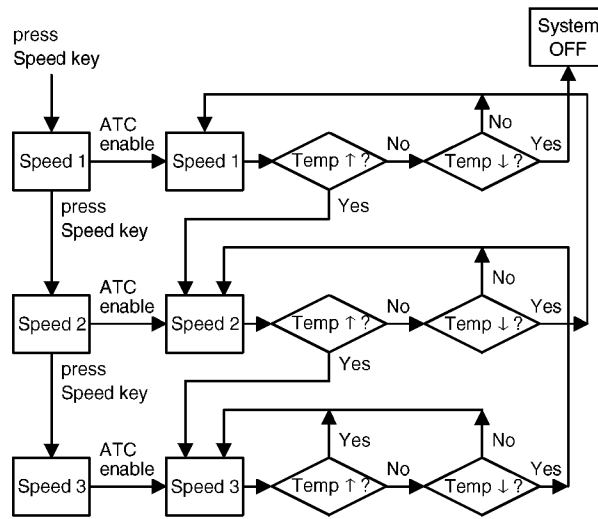 press
Speed key
System
OFF
ATC
enable
No
Speed 1
Speed 1
Temp ↑ ?
No
Temp ↓ ?
Yes
Yes
press
Speed key
ATC
enable
No
Speed 2
Speed 2
Temp ↑ ?
No
Temp ↓ ?
Yes
Yes
press
Speed key
ATC
enable
Yes
No
Speed 3
Speed 3
Temp ↑ ?
No
Temp ↓ ?
Yes